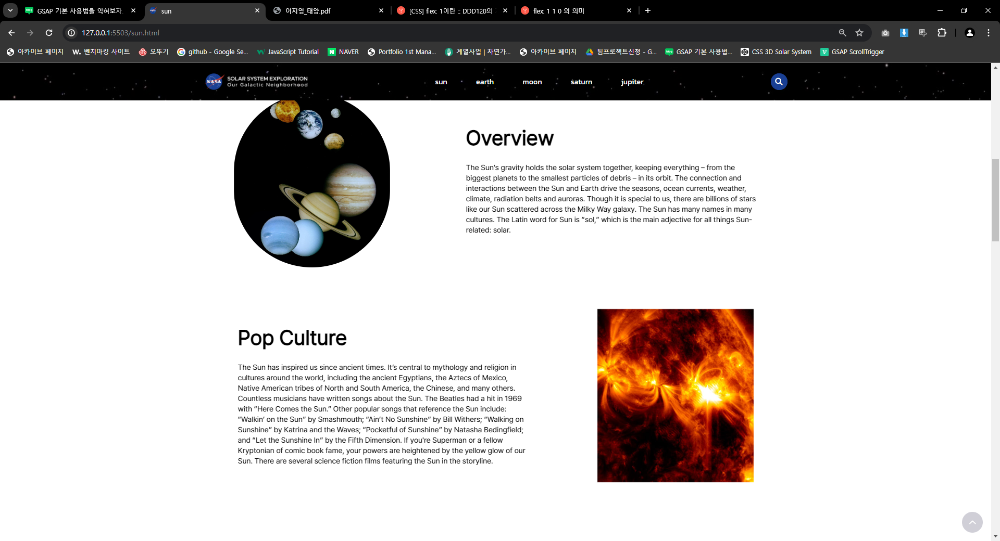 GSAP 기본 사용법을 익혀보자
sun
이지영_태양.pdf
[CSS] flex: 1이란 :: DDD120의
flex: 1 1 0 의 의미
127.0.0.1:5503/sun.html
아카이브 페이지
벤치마킹 사이트
오뚜기
github - Google Se...
JavaScript Tutorial
NAVER
Portfolio 1st Mana...
계열사업 | 자연가...
아카이브 페이지
팀프로젝트신청 - G...
GSAP 기본 사용법...
CSS 3D Solar System
GSAP ScrollTrigger
NASA
SOLAR SYSTEM EXPLORATION
Our Galactic Neighborhood
sun
earth
moon
saturn
jupiter
Overview
The Sun's gravity holds the solar system together, keeping everything – from the
biggest planets to the smallest particles of debris – in its orbit. The connection and
interactions between the Sun and Earth drive the seasons, ocean currents, weather,
climate, radiation belts and auroras. Though it is special to us, there are billions of stars
like our Sun scattered across the Milky Way galaxy. The Sun has many names in many
cultures. The Latin word for Sun is “sol,” which is the main adjective for all things Sun-
related: solar.
Pop Culture
The Sun has inspired us since ancient times. It’s central to mythology and religion in
cultures around the world, including the ancient Egyptians, the Aztecs of Mexico,
Native American tribes of North and South America, the Chinese, and many others.
Countless musicians have written songs about the Sun. The Beatles had a hit in 1969
with “Here Comes the Sun.” Other popular songs that reference the Sun include:
“Walkin’ on the Sun” by Smashmouth; “Ain’t No Sunshine” by Bill Withers; “Walking on
Sunshine” by Katrina and the Waves; “Pocketful of Sunshine” by Natasha Bedingfield;
and “Let the Sunshine In” by the Fifth Dimension. If you're Superman or a fellow
Kryptonian of comic book fame, your powers are heightened by the yellow glow of our
Sun. There are several science fiction films featuring the Sun in the storyline.